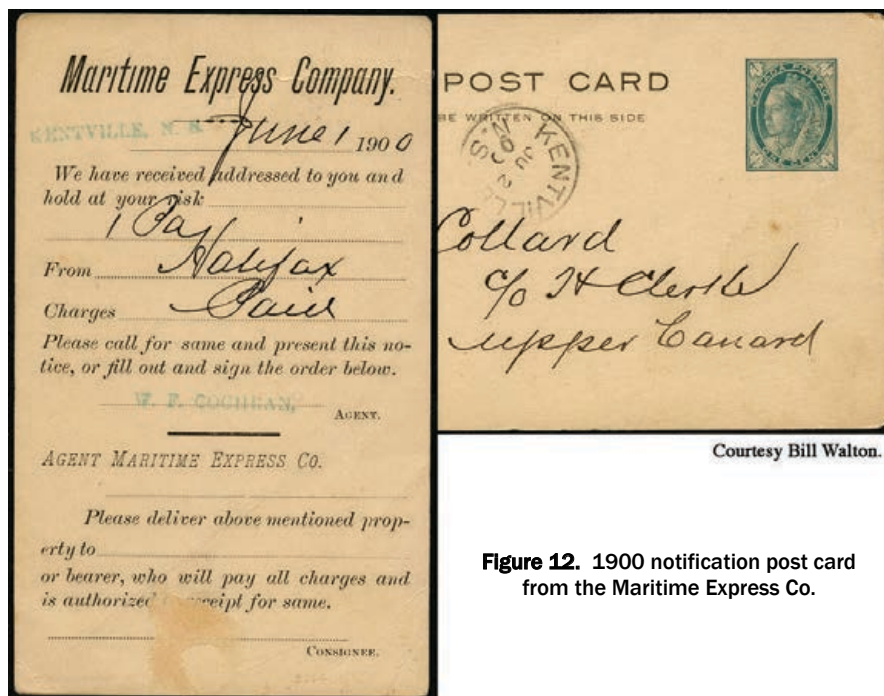 Maritime Express Company.
KENTVILLE, N. S.
June 1 1900
We have received addressed to you and
hold at your risk
1
From Halifax
Charges Paid
Please call for same and present this no-
tice, or fill out and sign the order below.
W. F. COCHRAN,
AGENT.
AGENT MARITIME EXPRESS CO.
Please deliver above mentioned prop-
erty to
or bearer, who will pay all charges and
is authorized receipt for same.
CONSIGNEE.
POST CARD
BE WRITTEN ON THIS SIDE
KENTVILLE N.S.
JU 2
Collard
c/o H
Upper Canard
Courtesy Bill Walton.
Figure 12. 1900 notification post card
from the Maritime Express Co.